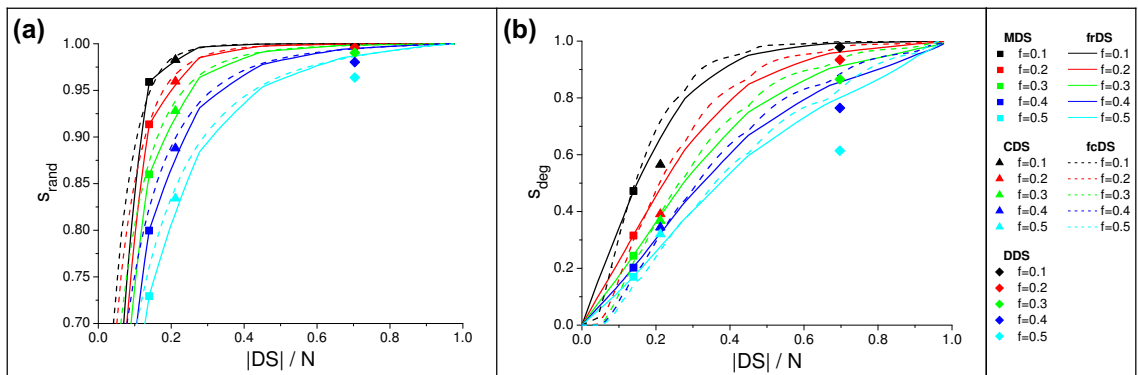 (a)
1.00
0.95
0.90
0.85
0.80
0.75
0.70
s_rand
0.0 0.2 0.4 0.6 0.8 1.0
|DS| / N
(b)
1.0
0.8
0.6
0.4
0.2
0.0
s_deg
0.0 0.2 0.4 0.6 0.8 1.0
|DS| / N
MDS frDS
f=0.1 f=0.1
f=0.2 f=0.2
f=0.3 f=0.3
f=0.4 f=0.4
f=0.5 f=0.5
CDS fcDS
f=0.1 f=0.1
f=0.2 f=0.2
f=0.3 f=0.3
f=0.4 f=0.4
f=0.5 f=0.5
DDS
f=0.1
f=0.2
f=0.3
f=0.4
f=0.5